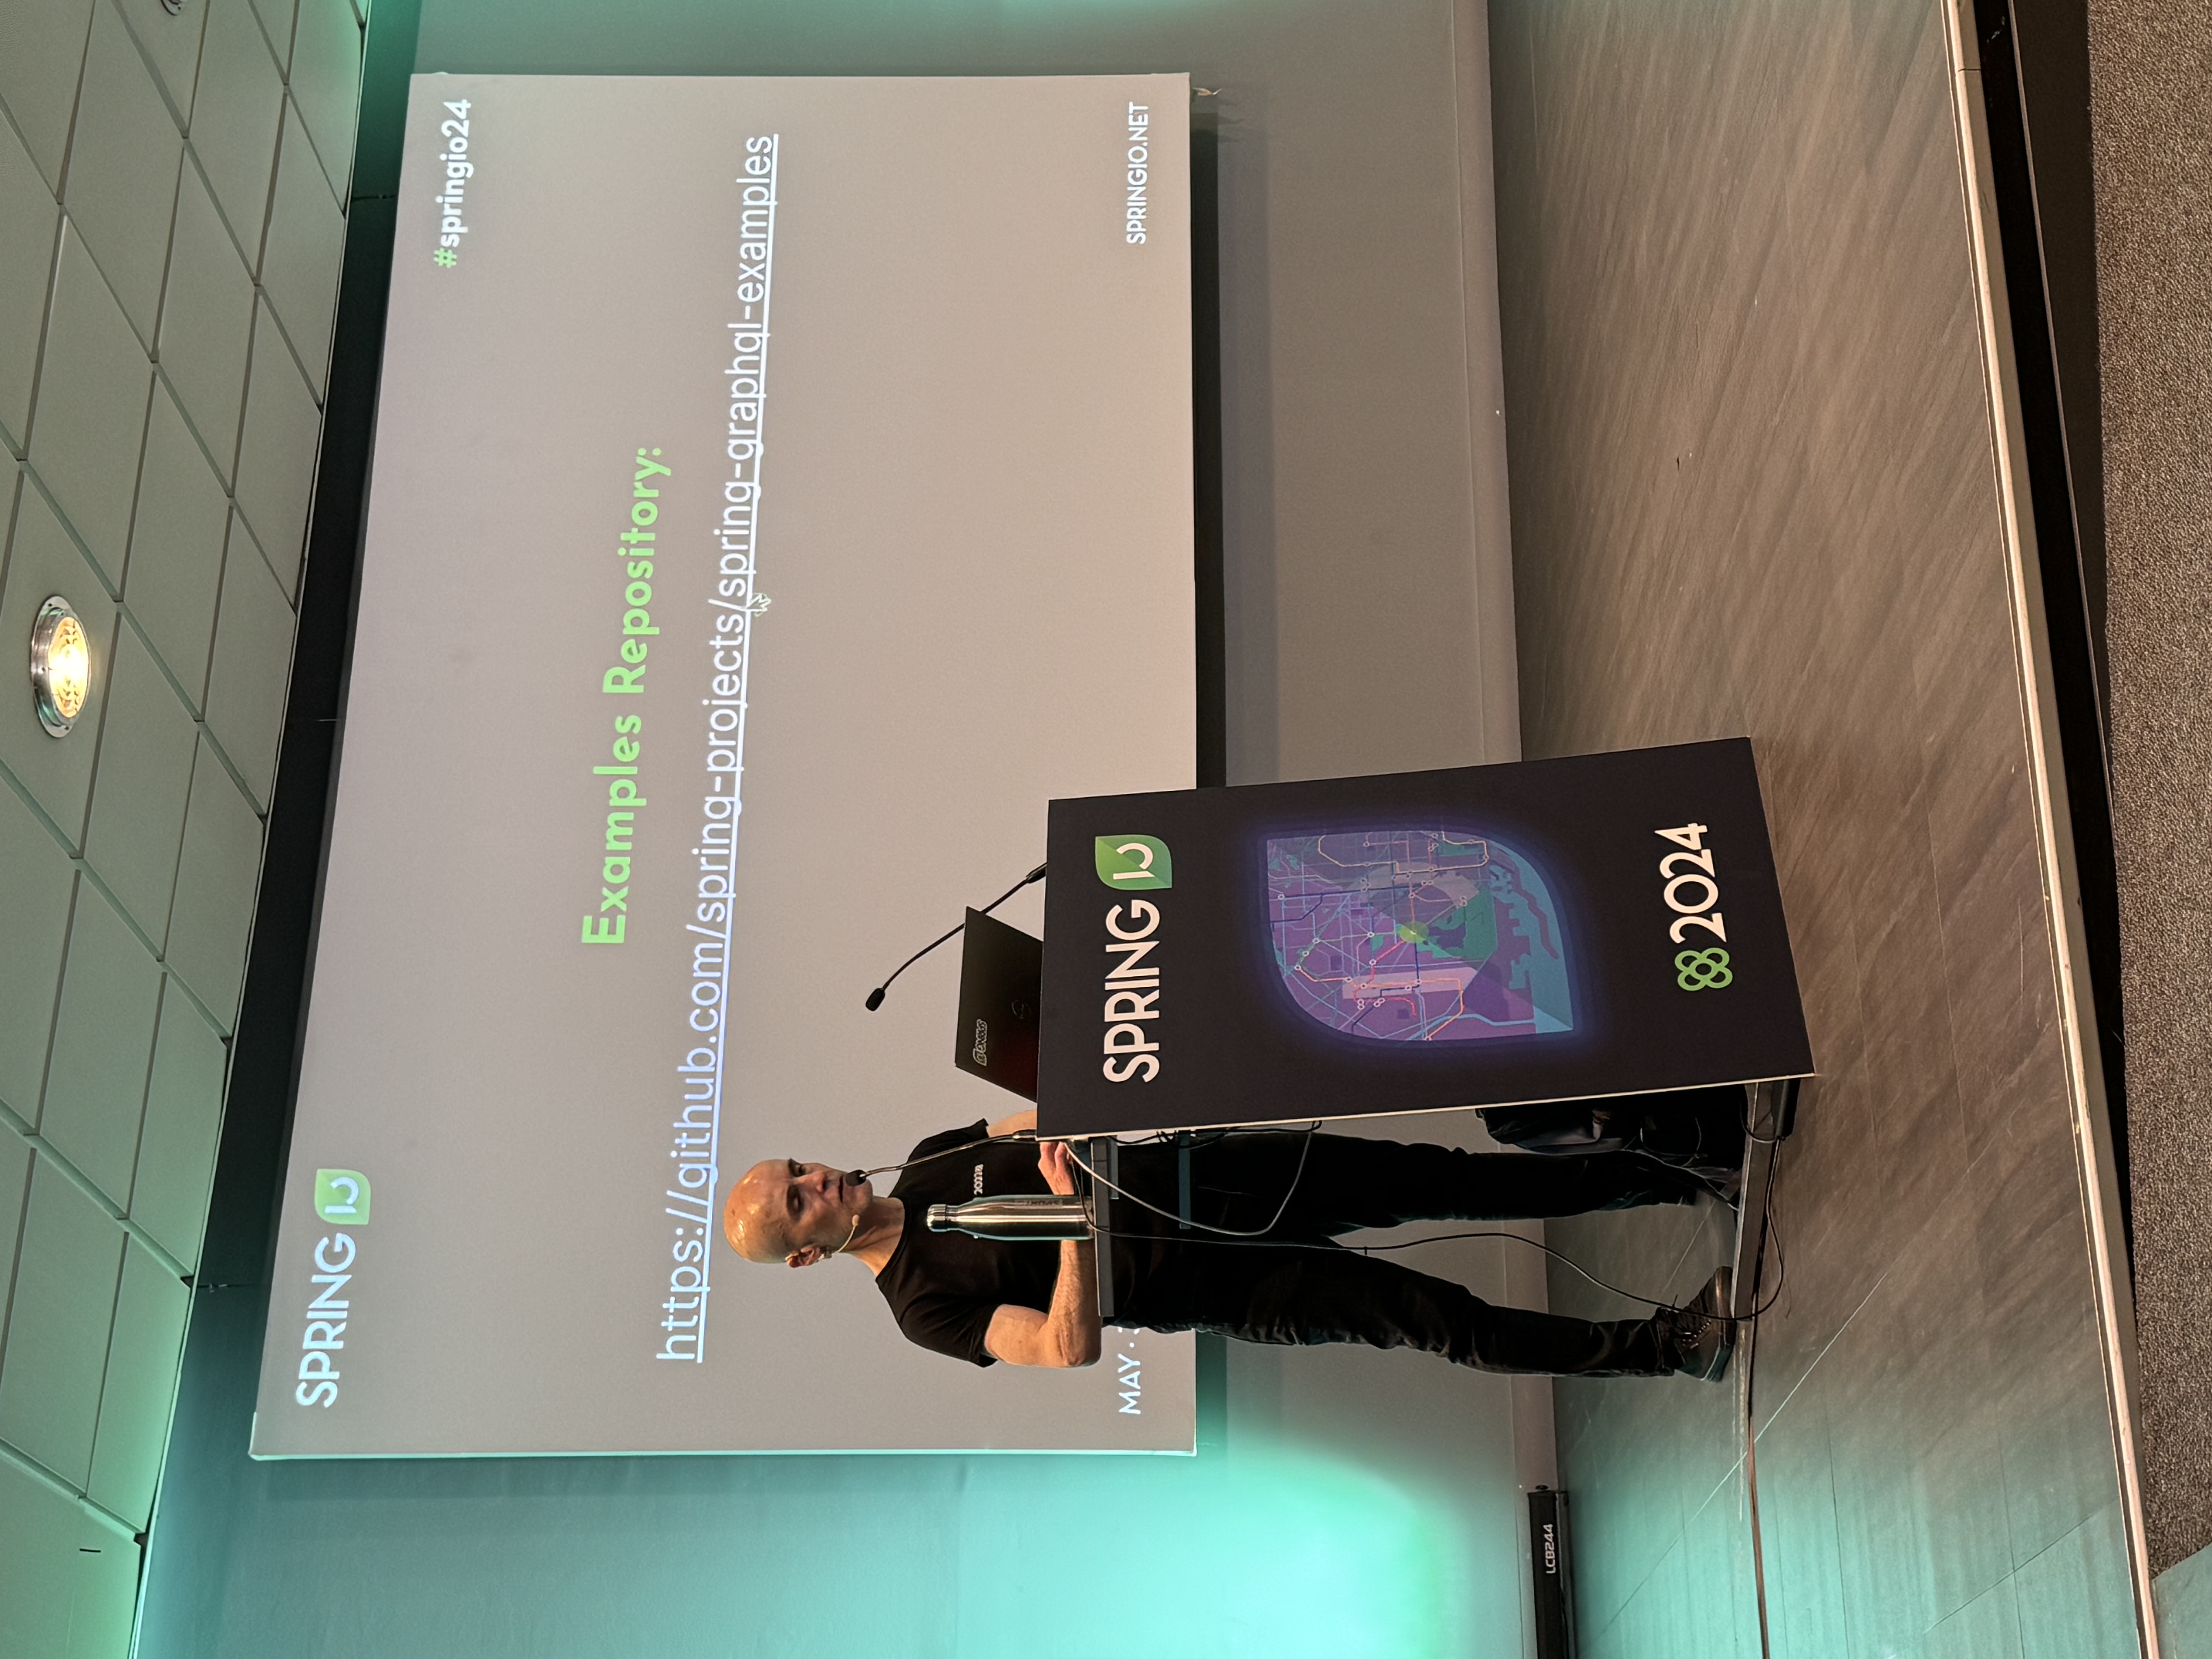 SPRING IO
#springio24
Examples Repository:
https://github.com/spring-projects/spring-graphql-examples
MAY ·
SPRINGIO.NET
SPRING
SPRING IO
LCB244
2024